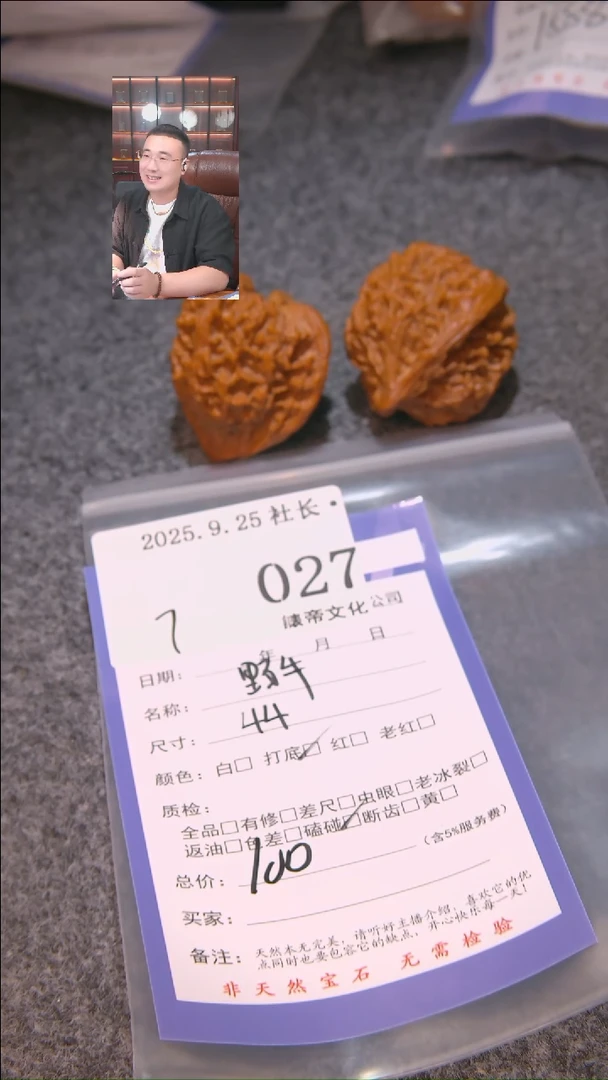 2025.9.25 社长
027
7
康帝文化公司
年 月 日
日期:
名称: 野牛
尺寸: 44
颜色: 白□ 打底☑ 红□ 老红□
质检:
全品□有修□差尺□虫眼□老冰裂□
返油□色差□磕碰☑断齿□黄□
总价: 100 (含5%服务费)
买家:
备注: 天然木无完美, 请听好主播介绍, 喜欢它的优
点同时也要包容它的缺点, 开心快乐每一天!
非天然宝石 无需检验